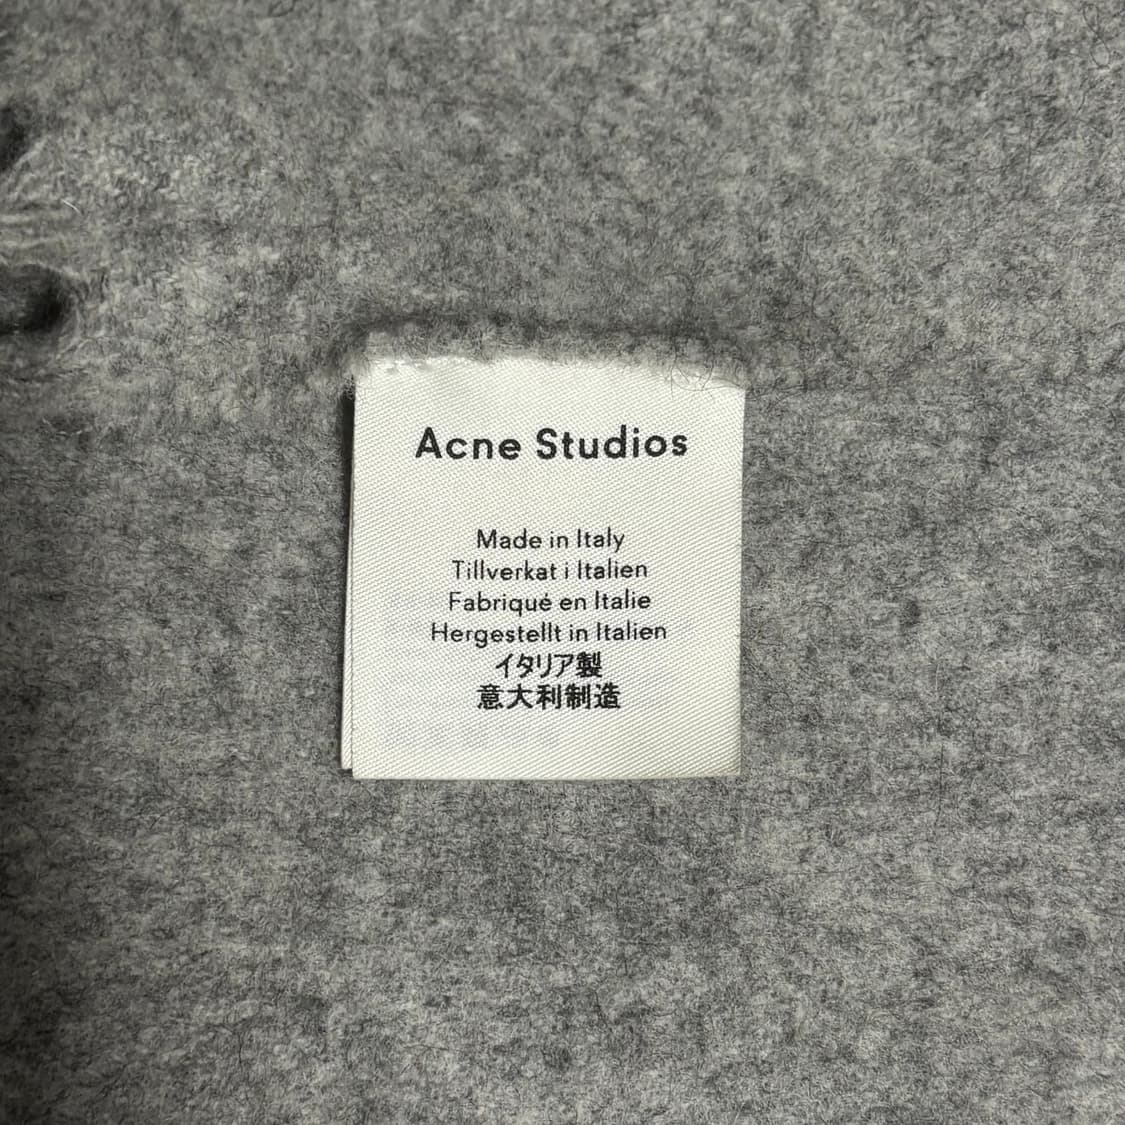 Acne Studios
Made in Italy
Tillverkat i Italien
Fabriqué en Italie
Hergestellt in Italien
イタリア製
意大利制造